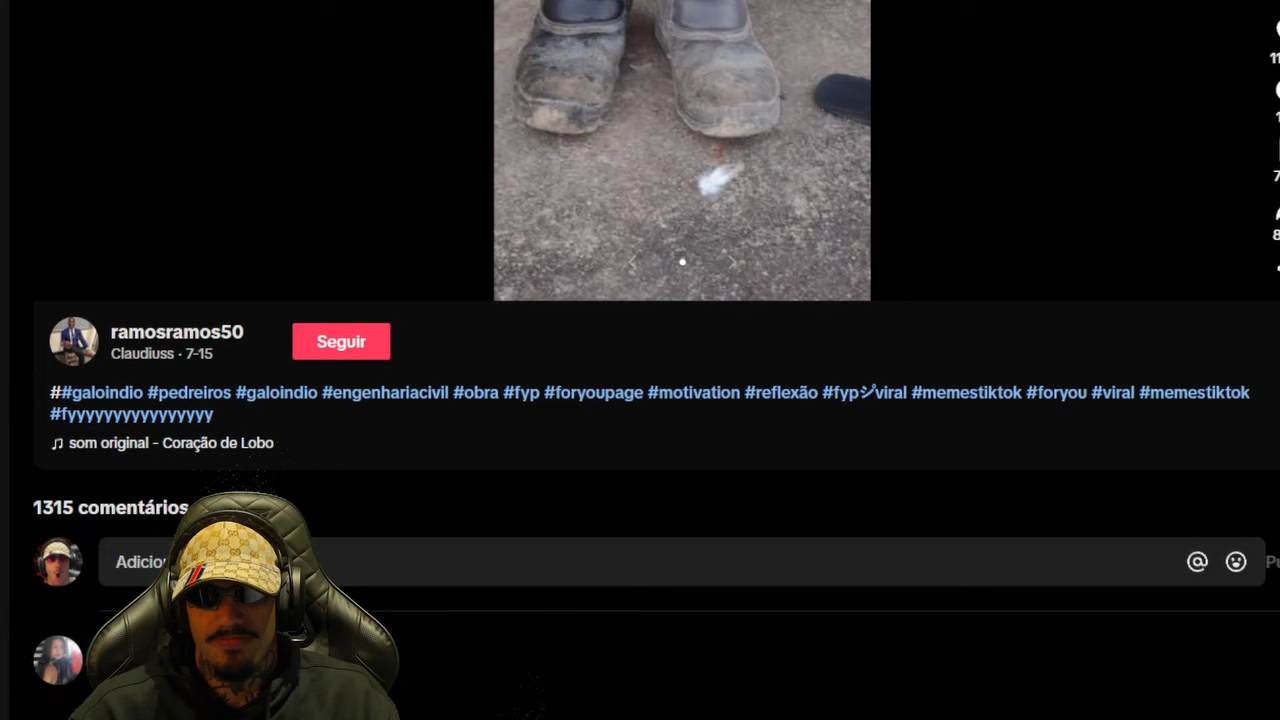 ramosramos50
Seguir
Claudiuss · 7-15
##galoindio #pedreiros #galoindio #engenhariacivil #obra #fyp #foryoupage #motivation #reflexão #fypシviral #memestiktok #foryou #viral #memestiktok
#fyyyyyyyyyyyyyyyy
som original - Coração de Lobo
1315 comentários